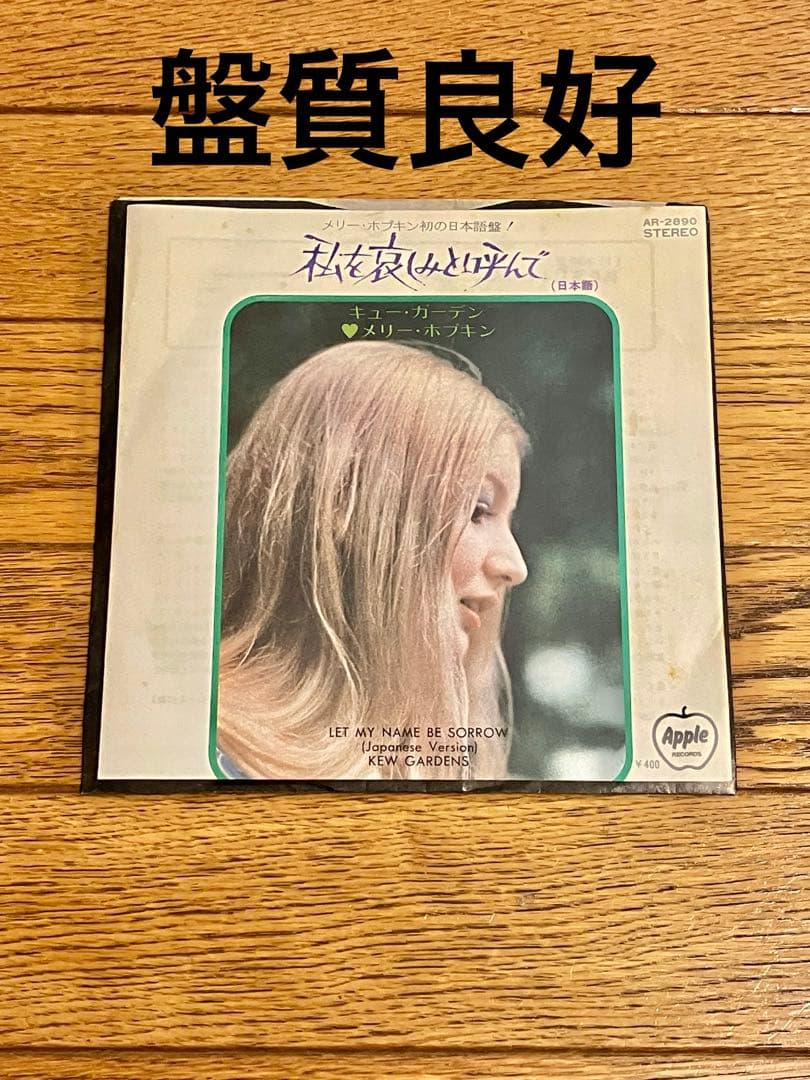 盤質良好
メリー・ホプキン初の日本語盤!
AR-2890
STEREO
私を哀しみと呼んで
(日本語)
キュー・ガーデン
♥メリー・ホプキン
LET MY NAME BE SORROW
(Japanese Version)
KEW GARDENS
¥400
Apple
RECORDS